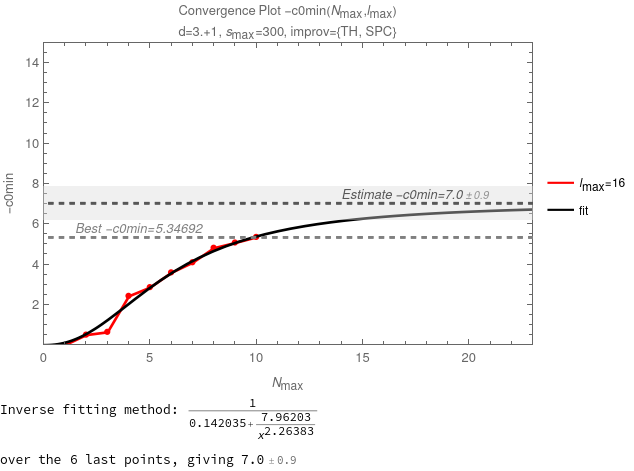 Convergence Plot −c0min(Nmax,lmax)
d=3.+1, smax=300, improv={TH, SPC}
14
12
10
8
6
4
2
−c0min
Estimate −c0min=7.0 ±0.9
Best −c0min=5.34692
lmax=16
fit
0 5 10 15 20
Nmax
Inverse fitting method: 1
0.142035+ 7.96203
x^2.26383
over the 6 last points, giving 7.0 ±0.9